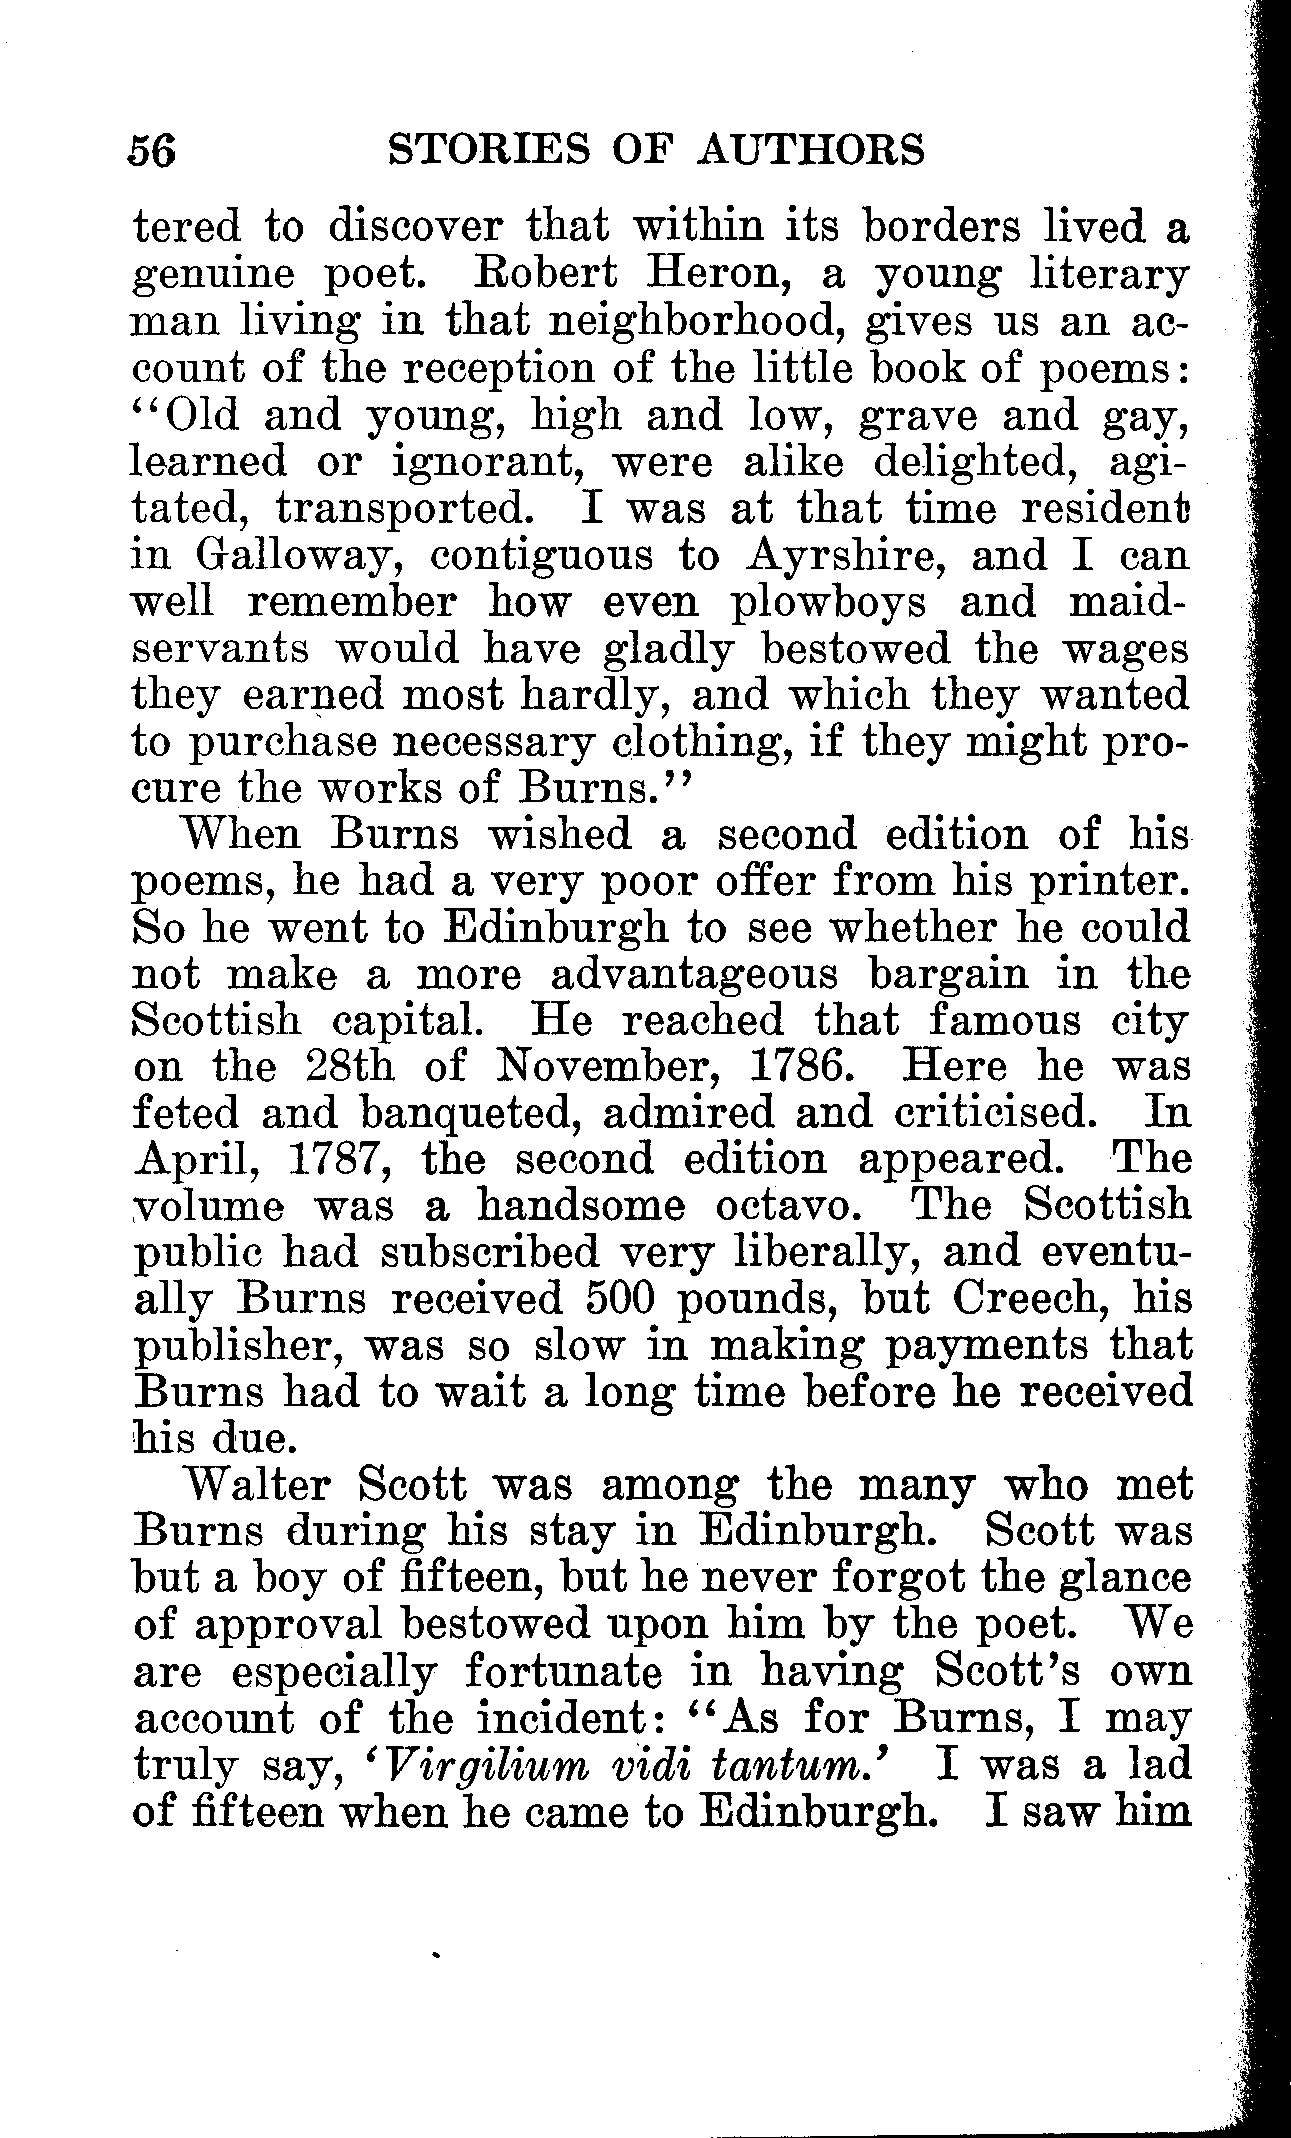 56 STORIES OF AUTHORS
tered to discover that within its borders lived a
genuine poet. Robert Heron, a young literary
man living in that neighborhood, gives us an ac-
count of the reception of the little book of poems:
“Old and young, high and low, grave and gay,
learned or ignorant, were alike delighted, agi-
tated, transported. I was at that time resident
in Galloway, contiguous to Ayrshire, and I can
well remember how even plowboys and maid-
servants would have gladly bestowed the wages
they earned most hardly, and which they wanted
to purchase necessary clothing, if they might pro-
cure the works of Burns.”
When Burns wished a second edition of his
poems, he had a very poor offer from his printer.
So he went to Edinburgh to see whether he could
not make a more advantageous bargain in the
Scottish capital. He reached that famous city
on the 28th of November, 1786. Here he was
feted and banqueted, admired and criticised. In
April, 1787, the second edition appeared. The
volume was a handsome octavo. The Scottish
public had subscribed very liberally, and eventu-
ally Burns received 500 pounds, but Creech, his
publisher, was so slow in making payments that
Burns had to wait a long time before he received
his due.
Walter Scott was among the many who met
Burns during his stay in Edinburgh. Scott was
but a boy of fifteen, but he never forgot the glance
of approval bestowed upon him by the poet. We
are especially fortunate in having Scott’s own
account of the incident: “As for Burns, I may
truly say, ‘Virgilium vidi tantum.’ I was a lad
of fifteen when he came to Edinburgh. I saw him